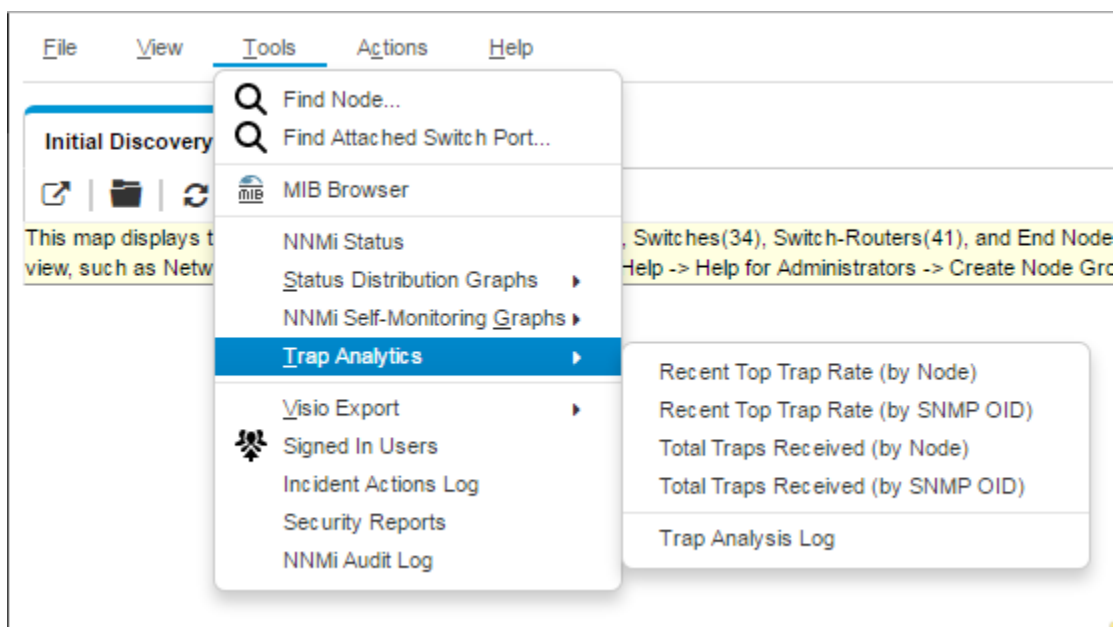 File View Tools Actions Help
Find Node...
Find Attached Switch Port...
Initial Discovery
MIB MIB Browser
NNMi Status
This map displays t , Switches(34), Switch-Routers(41), and End Node
Status Distribution Graphs
view, such as Netw Help -> Help for Administrators -> Create Node Gro
NNMi Self-Monitoring Graphs
Trap Analytics
Recent Top Trap Rate (by Node)
Recent Top Trap Rate (by SNMP OID)
Total Traps Received (by Node)
Total Traps Received (by SNMP OID)
Trap Analysis Log
Visio Export
Signed In Users
Incident Actions Log
Security Reports
NNMi Audit Log